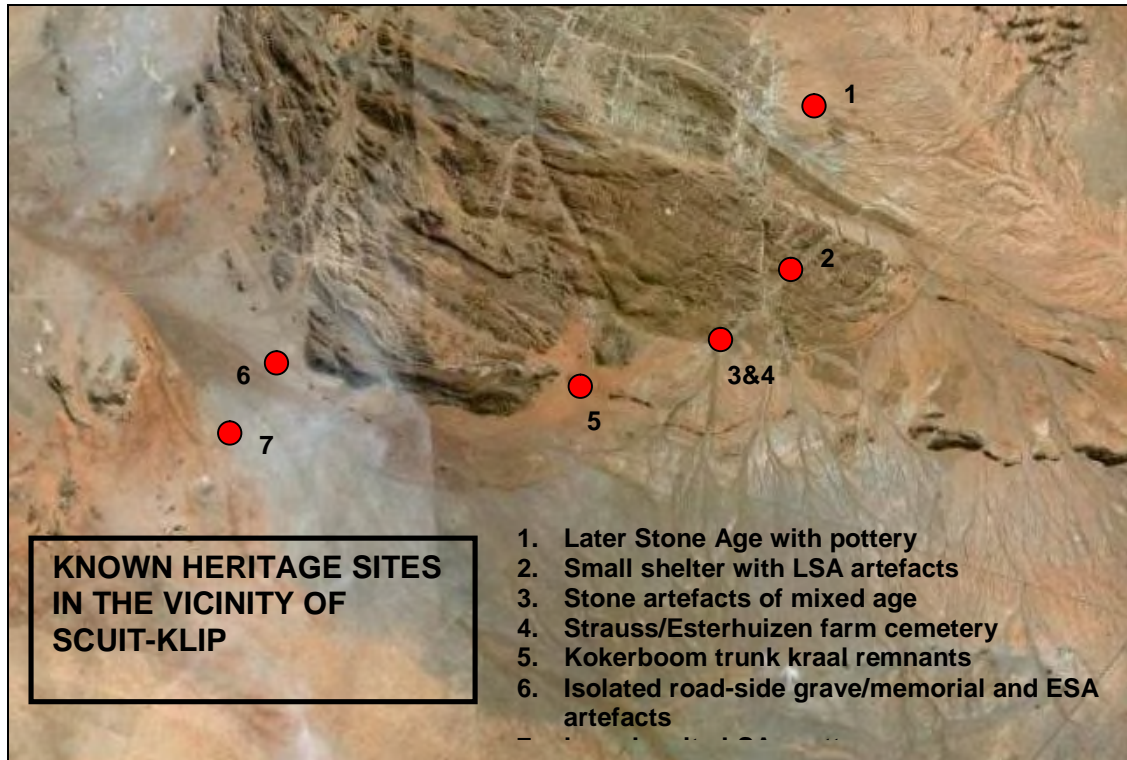 1
2
3&4
5
6
7
KNOWN HERITAGE SITES
IN THE VICINITY OF
SCUIT-KLIP
1. Later Stone Age with pottery
2. Small shelter with LSA artefacts
3. Stone artefacts of mixed age
4. Strauss/Esterhuizen farm cemetery
5. Kokerboom trunk kraal remnants
6. Isolated road-side grave/memorial and ESA
artefacts